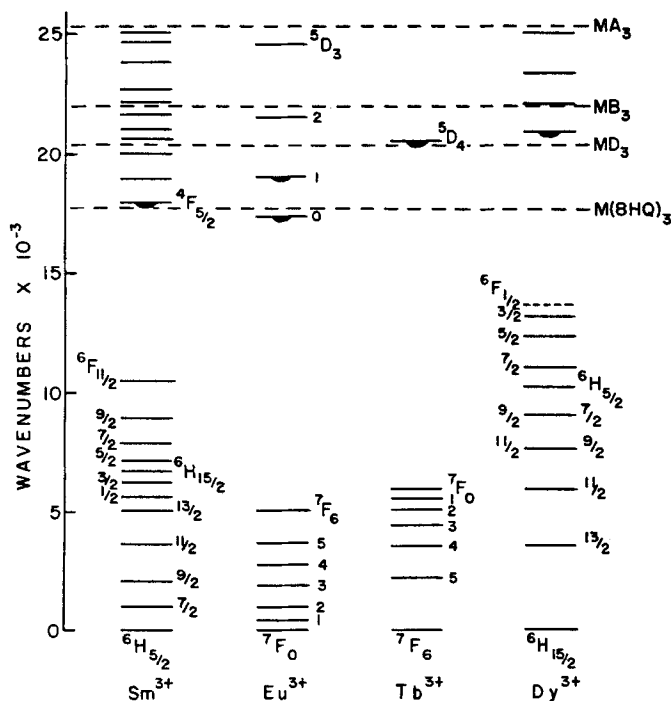 WAVENUMBERS × 10⁻³
25
20
15
10
5
0
MA₃
MB₃
MD₃
M(8HQ)₃
⁴F₅/₂
⁶F₁₁/₂
9/2
7/2
5/2
3/2
1/2
⁶H₁₅/₂
13/2
11/2
9/2
7/2
⁶H₅/₂
Sm³⁺
⁵D₃
2
1
0
⁷F₆
5
4
3
2
1
⁷F₀
Eu³⁺
⁵D₄
⁷F₀
1
2
3
4
5
⁷F₆
Tb³⁺
⁶F₁/₂
3/2
5/2
7/2
9/2
11/2
⁶H₅/₂
7/2
9/2
11/2
13/2
⁶H₁₅/₂
Dy³⁺